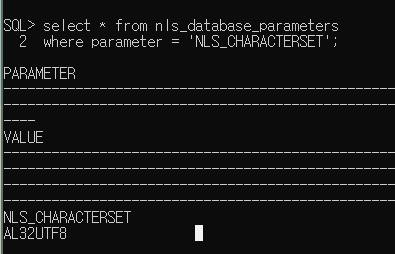 SQL> select * from nls_database_parameters
  2  where parameter = 'NLS_CHARACTERSET';
PARAMETER
--------------------------------------------------------
--------------------------------------------------------
----
VALUE
--------------------------------------------------------
--------------------------------------------------------
--------------------------------------------------------
--------------------------------------------------------
NLS_CHARACTERSET
AL32UTF8